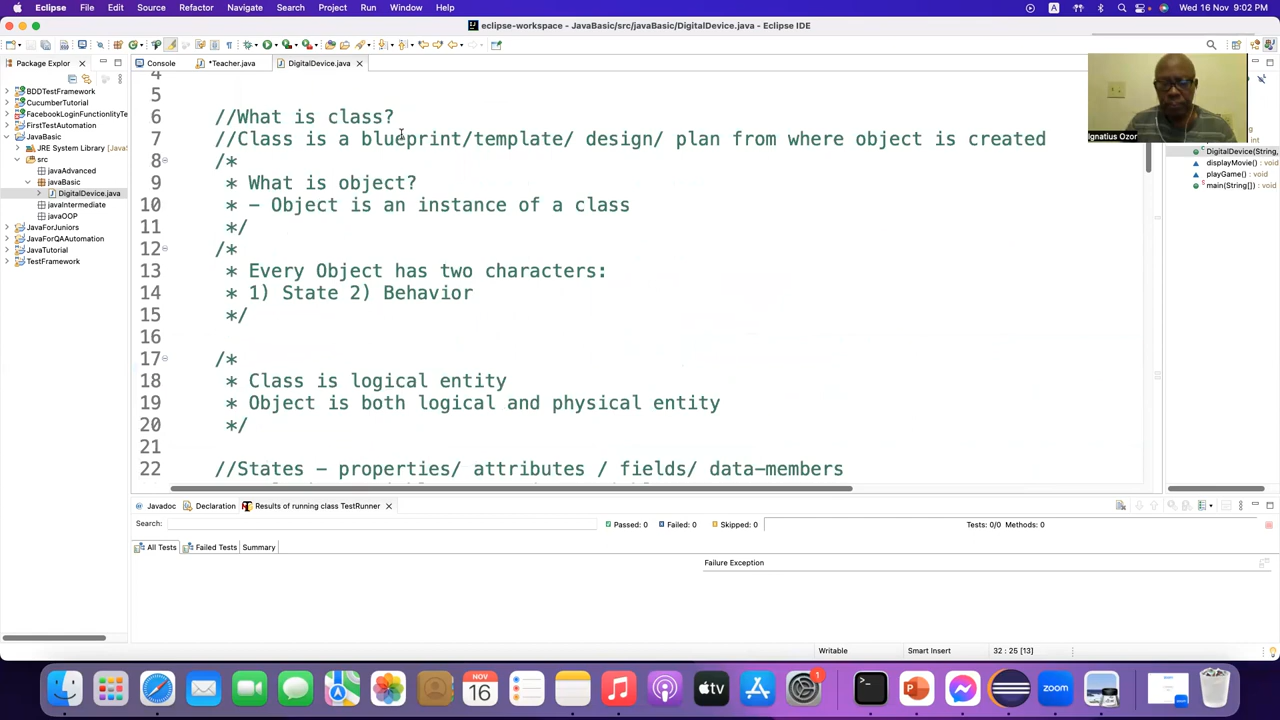 Eclipse File Edit Source Refactor Navigate Search Project Run Window Help
Wed 16 Nov 9:02 PM
eclipse-workspace - JavaBasic/src/javaBasic/DigitalDevice.java - Eclipse IDE
Package Explor
Console
*Teacher.java
DigitalDevice.java
BDDTestFramework
CucumberTutorial
FacebookLoginFunctionlityTe
FirstTestAutomation
JavaBasic
JRE System Library [Java
src
javaAdvanced
javaBasic
DigitalDevice.java
javaIntermediate
javaOOP
JavaForJuniors
JavaForQAAutomation
JavaTutorial
TestFramework
4
5
6 //What is class?
7 //Class is a blueprint/template/ design/ plan from where object is created
8 /*
9 * What is object?
10 * - Object is an instance of a class
11 */
12 /*
13 * Every Object has two characters:
14 * 1) State 2) Behavior
15 */
16
17 /*
18 * Class is logical entity
19 * Object is both logical and physical entity
20 */
21
22 //States - properties/ attributes / fields/ data-members
Ignatius Ozor
DigitalDevice(String,
displayMovie() : void
playGame() : void
main(String[]) : void
Javadoc
Declaration
Results of running class TestRunner
Search:
Passed: 0
Failed: 0
Skipped: 0
Tests: 0/0 Methods: 0
All Tests
Failed Tests
Summary
Failure Exception
Writable
Smart Insert
32 : 25 [13]
NOV
16
tv
1
zoom